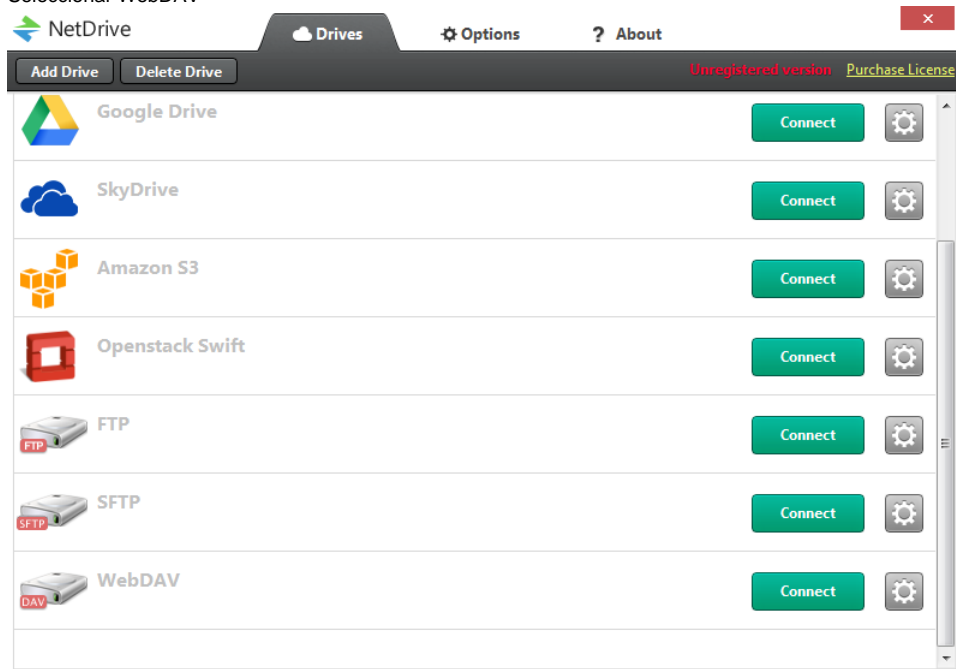 Seleccionar WebDAV
NetDrive
Drives Options ? About
Add Drive Delete Drive Unregistered version Purchase License
Google Drive
Connect
SkyDrive
Connect
Amazon S3
Connect
Openstack Swift
Connect
FTP
FTP
Connect
SFTP
SFTP
Connect
WebDAV
DAV
Connect